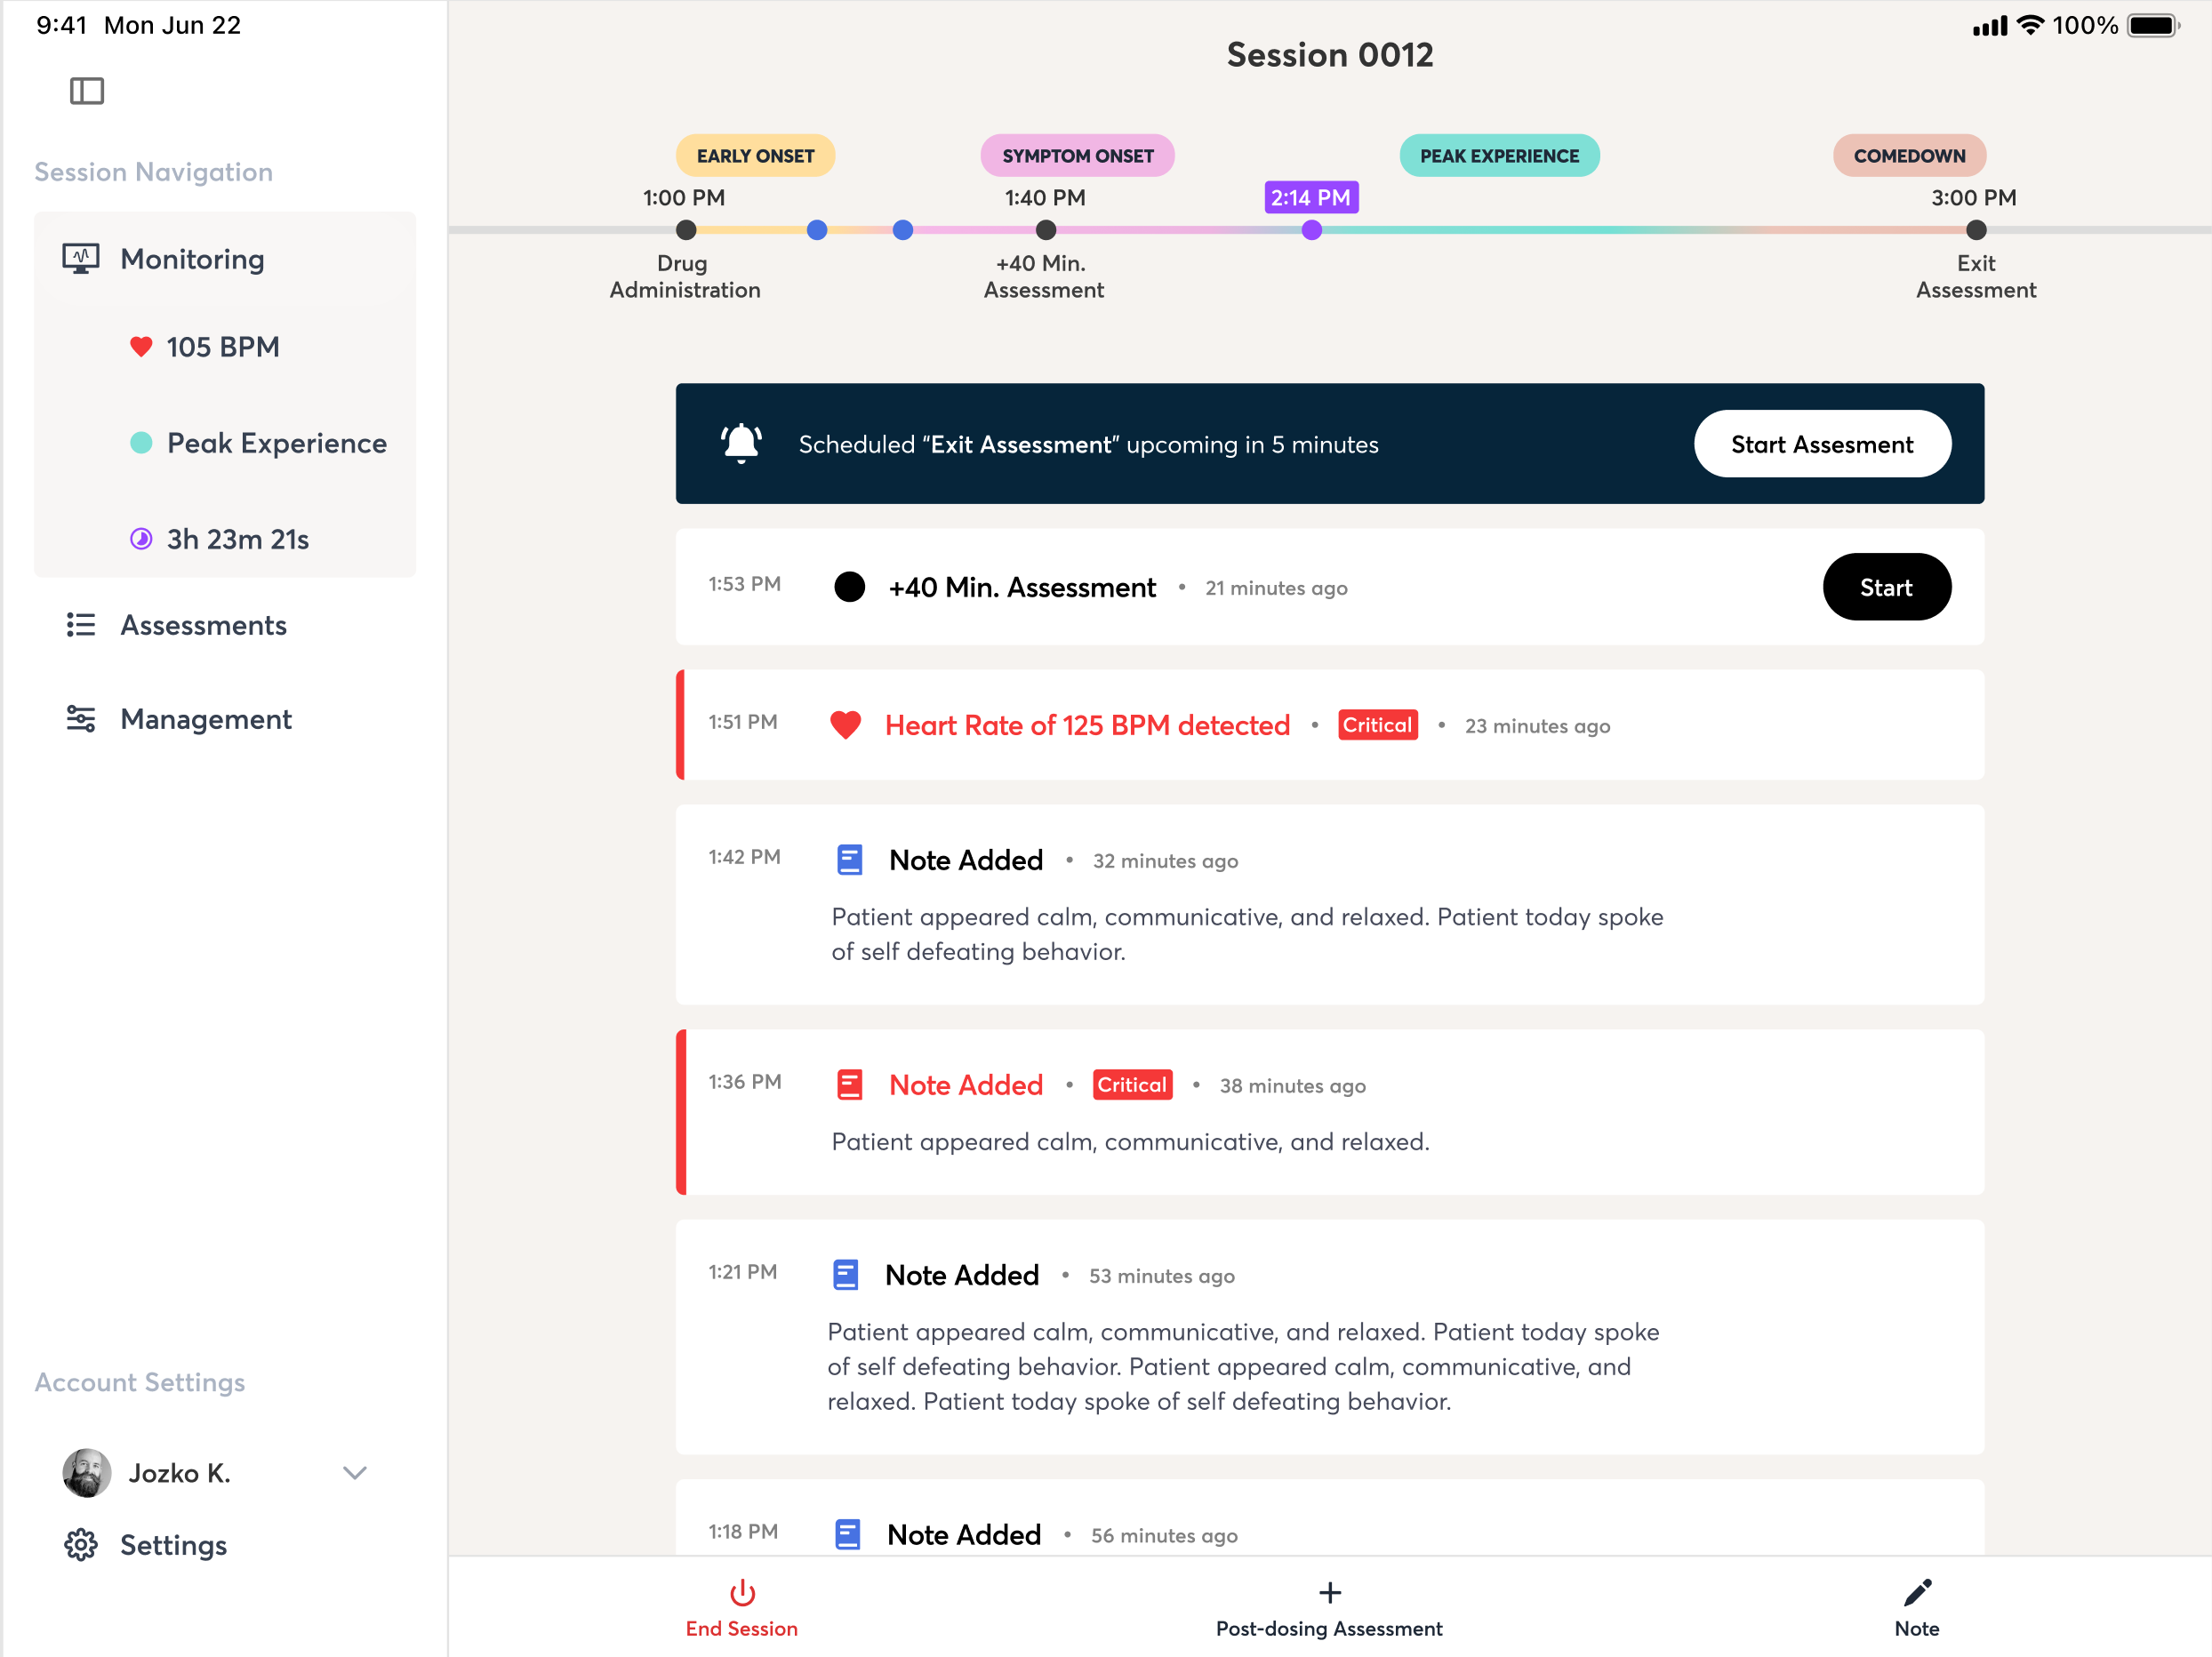 9:41 Mon Jun 22
100%
Session Navigation
Monitoring
105 BPM
Peak Experience
3h 23m 21s
Assessments
Management
Account Settings
Jozko K.
Settings
Session 0012
EARLY ONSET
SYMPTOM ONSET
PEAK EXPERIENCE
COMEDOWN
1:00 PM
1:40 PM
2:14 PM
3:00 PM
Drug
Administration
+40 Min.
Assessment
Exit
Assessment
Scheduled “Exit Assessment” upcoming in 5 minutes
Start Assesment
1:53 PM
+40 Min. Assessment • 21 minutes ago
Start
1:51 PM
Heart Rate of 125 BPM detected • Critical • 23 minutes ago
1:42 PM
Note Added • 32 minutes ago
Patient appeared calm, communicative, and relaxed. Patient today spoke
of self defeating behavior.
1:36 PM
Note Added • Critical • 38 minutes ago
Patient appeared calm, communicative, and relaxed.
1:21 PM
Note Added • 53 minutes ago
Patient appeared calm, communicative, and relaxed. Patient today spoke
of self defeating behavior. Patient appeared calm, communicative, and
relaxed. Patient today spoke of self defeating behavior.
1:18 PM
Note Added • 56 minutes ago
End Session
Post-dosing Assessment
Note